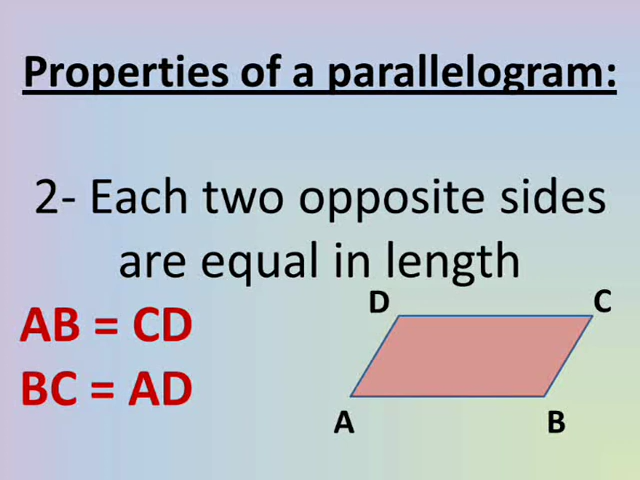 Properties of a parallelogram:
2- Each two opposite sides
are equal in length
AB = CD
BC = AD
D C
A B